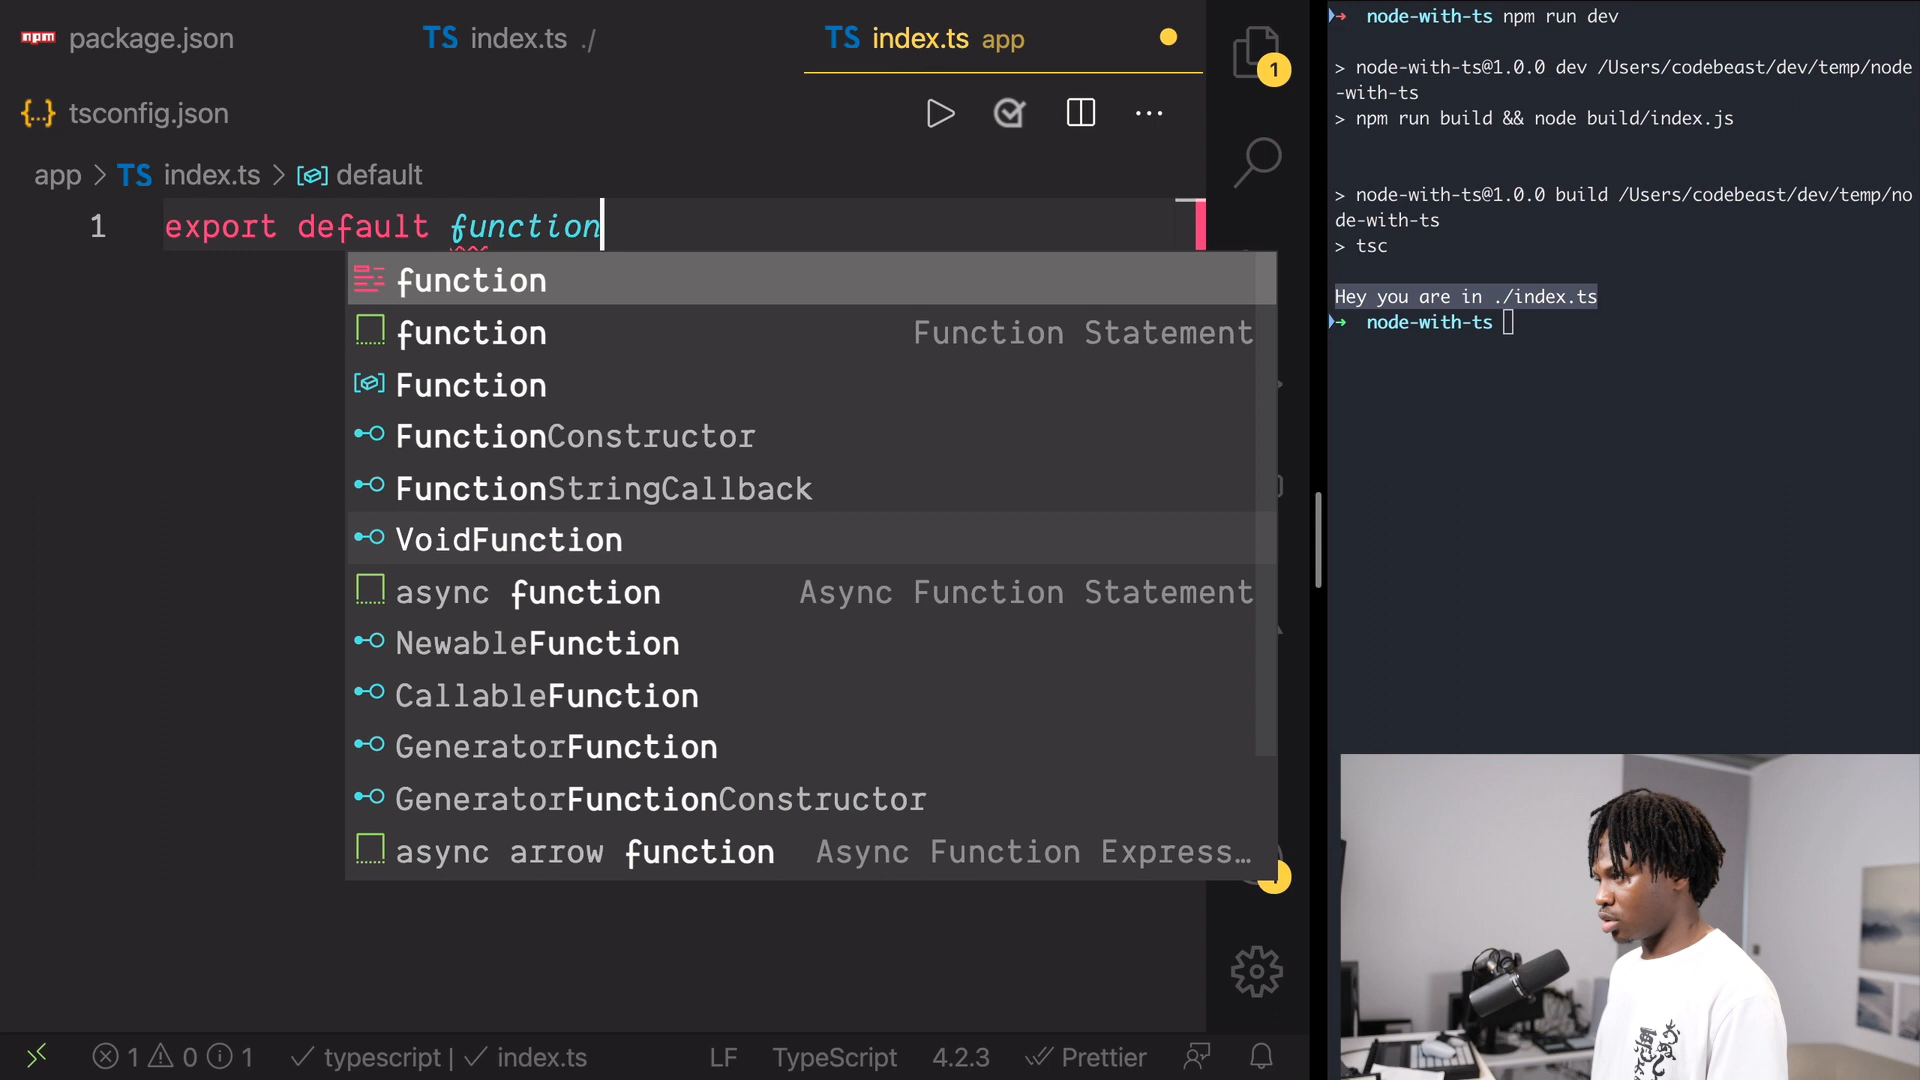 npm package.json
TS index.ts ./
TS index.ts app
1
{...} tsconfig.json
app > TS index.ts > default
1 export default function
function
function Function Statement
Function
FunctionConstructor
FunctionStringCallback
VoidFunction
async function Async Function Statement
NewableFunction
CallableFunction
GeneratorFunction
GeneratorFunctionConstructor
async arrow function Async Function Express…
1 0 1 typescript | index.ts LF TypeScript 4.2.3 Prettier
node-with-ts npm run dev
> node-with-ts@1.0.0 dev /Users/codebeast/dev/temp/node
-with-ts
> npm run build && node build/index.js
> node-with-ts@1.0.0 build /Users/codebeast/dev/temp/no
de-with-ts
> tsc
Hey you are in ./index.ts
node-with-ts